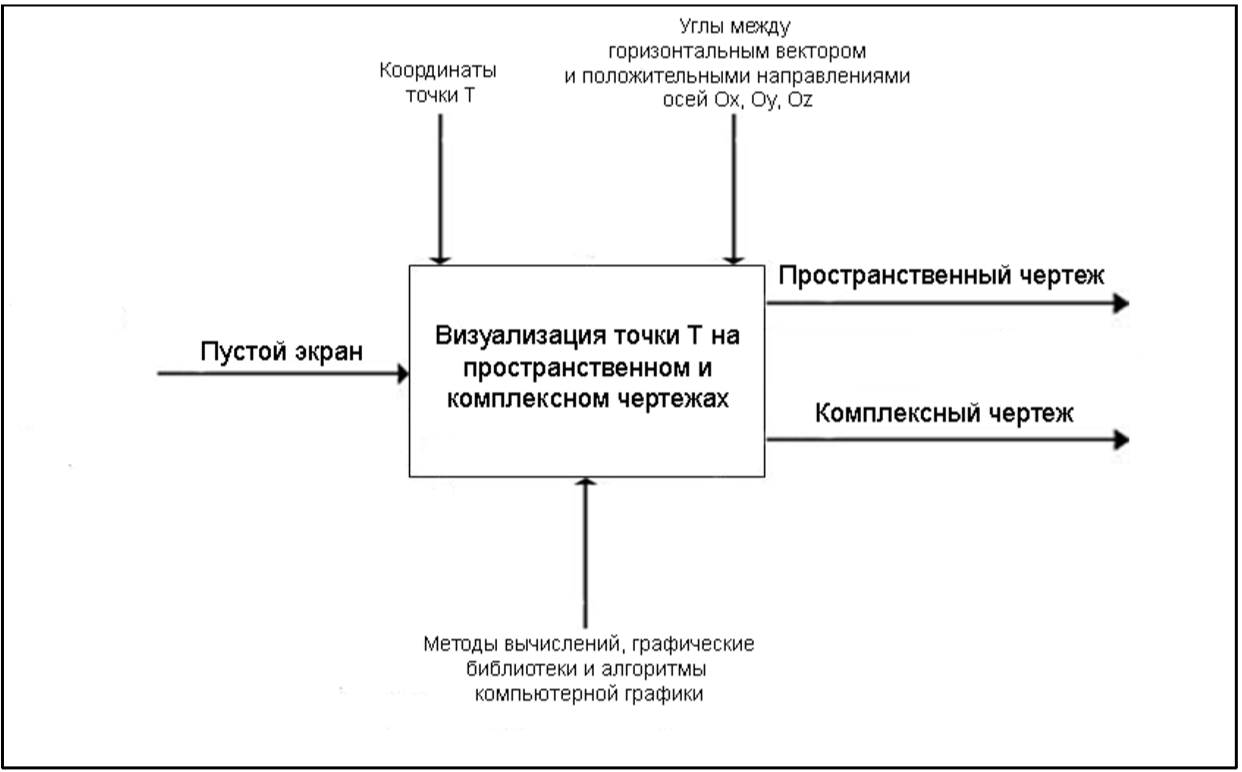 Углы между
горизонтальным вектором
и положительными направлениями
осей Ox, Oy, Oz
Координаты
точки T
Пространственный чертеж
Визуализация точки T на
пространственном и
комплексном чертежах
Пустой экран
Комплексный чертеж
Методы вычислений, графические
библиотеки и алгоритмы
компьютерной графики